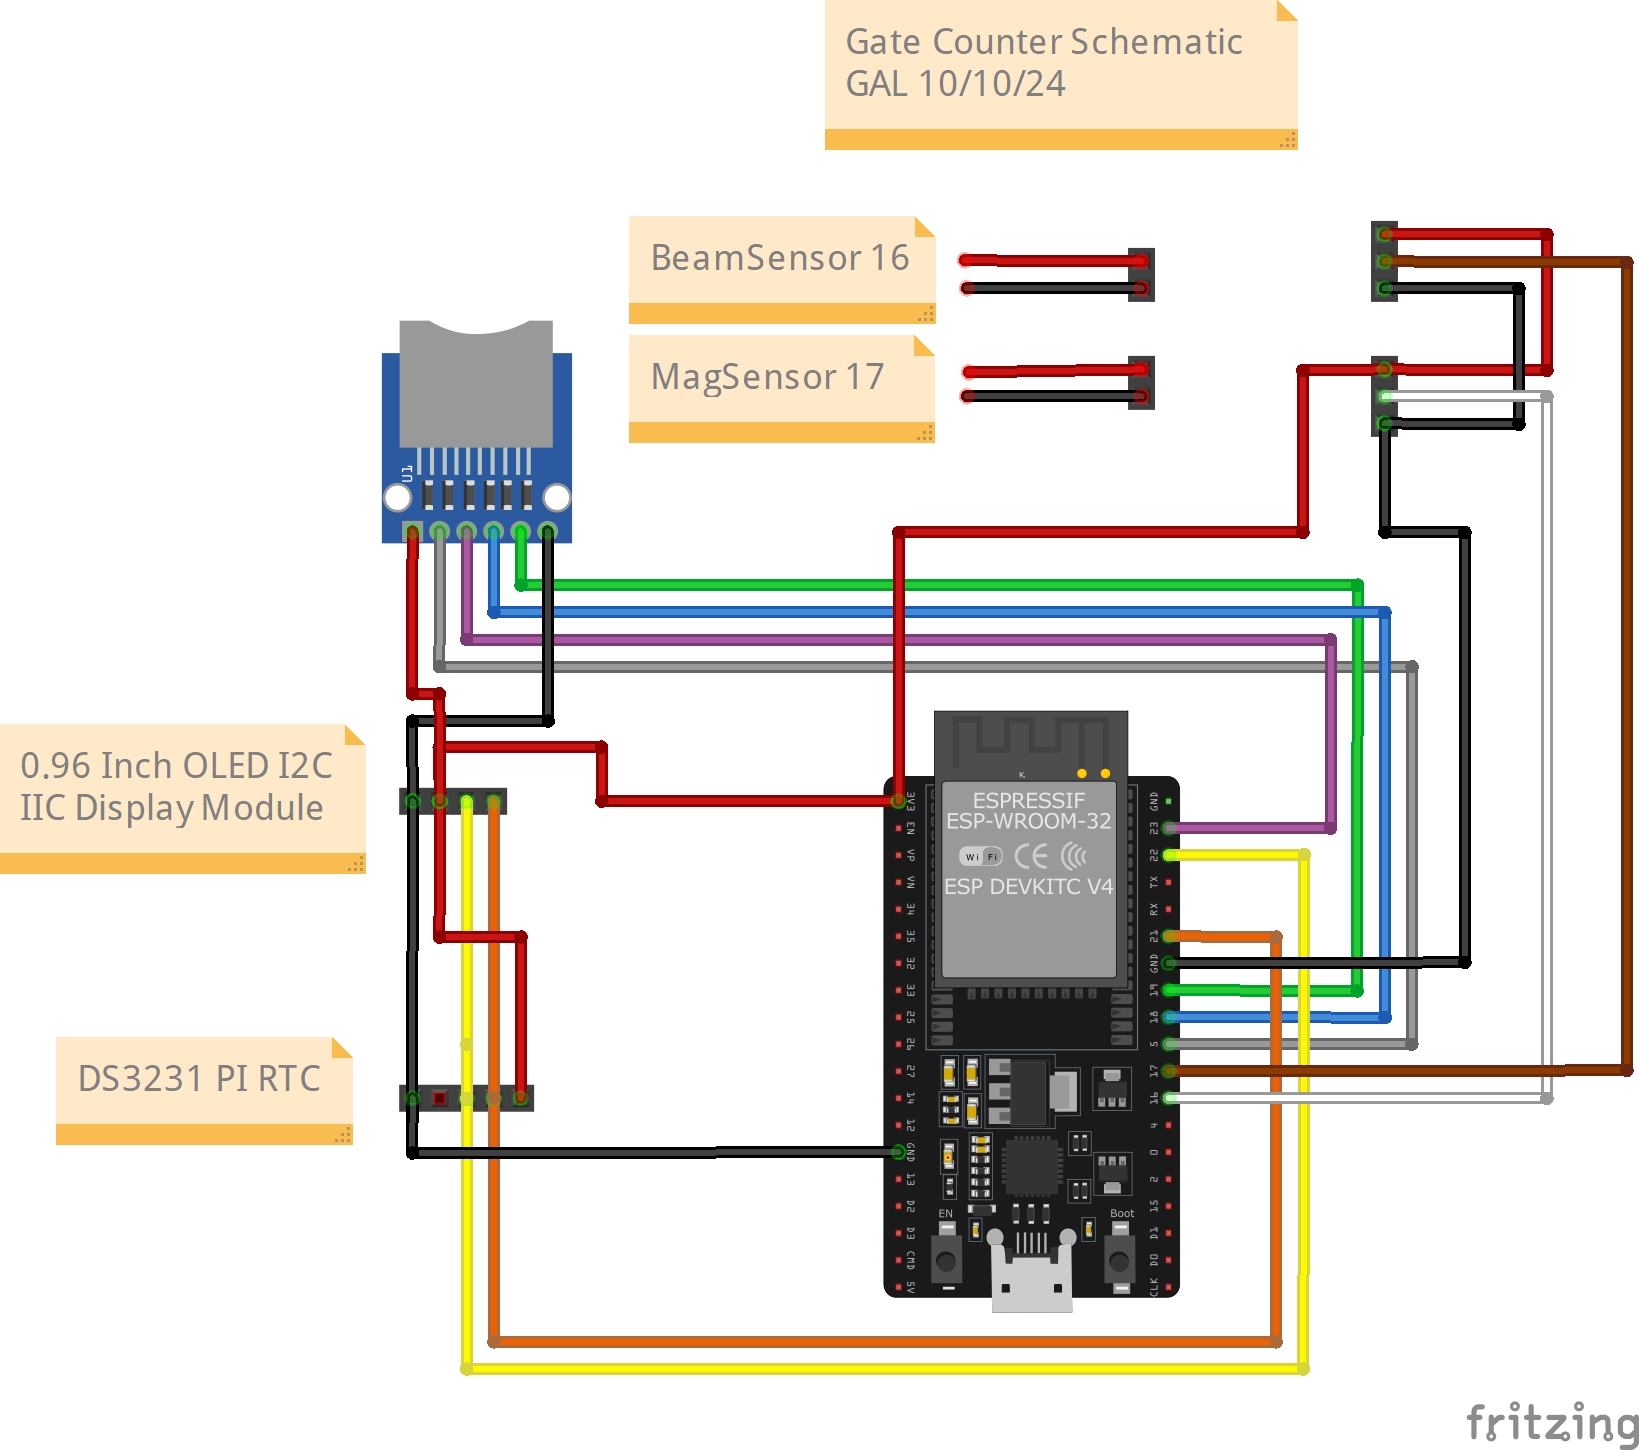 Gate Counter Schematic
GAL 10/10/24
BeamSensor 16
MagSensor 17
U1
0.96 Inch OLED I2C
IIC Display Module
DS3231 PI RTC
ESPRESSIF
ESP-WROOM-32
Wi Fi
CE
ESP DEVKITC V4
3V3
EN
VP
VN
34
35
32
33
25
26
27
14
12
GND
13
D2
D3
CMD
5V
GND
23
22
TX
RX
21
GND
19
18
5
17
16
4
0
2
15
D1
D0
CLK
EN
Boot
fritzing